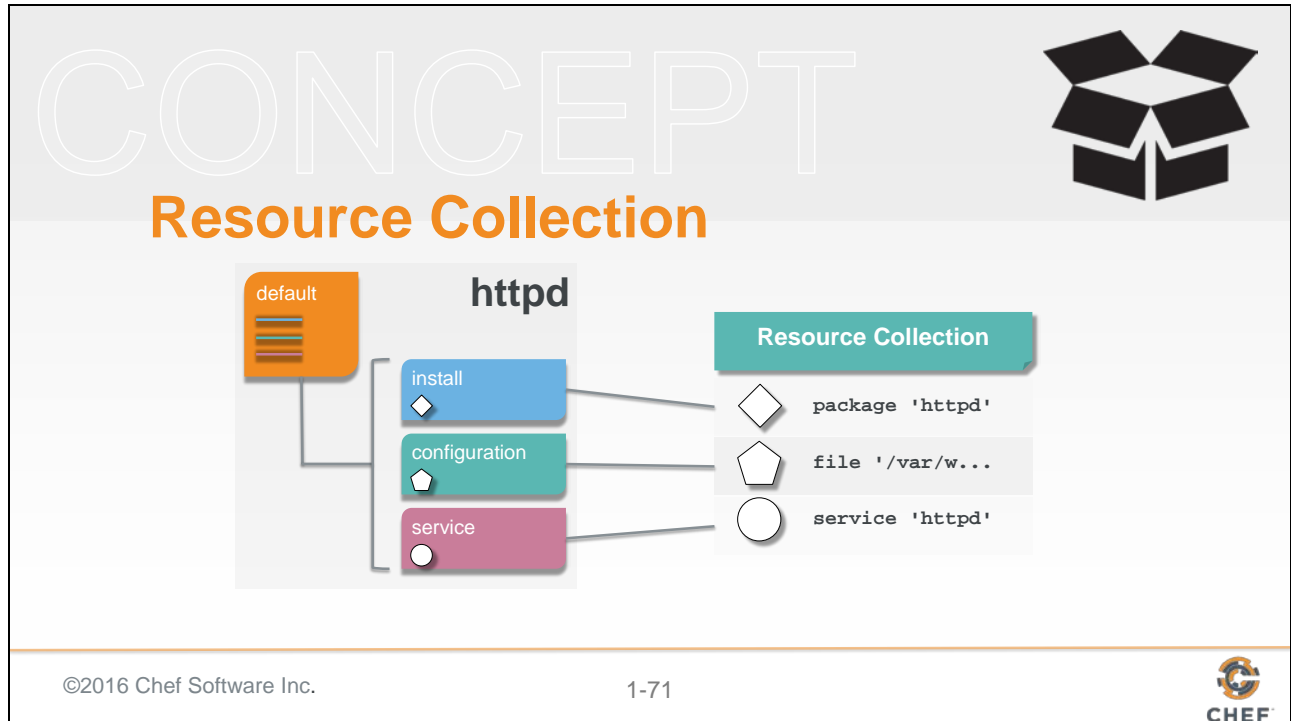 CONCEPT
Resource Collection
default
httpd
install
configuration
service
Resource Collection
package 'httpd'
file '/var/w...
service 'httpd'
©2016 Chef Software Inc.
1-71
CHEF